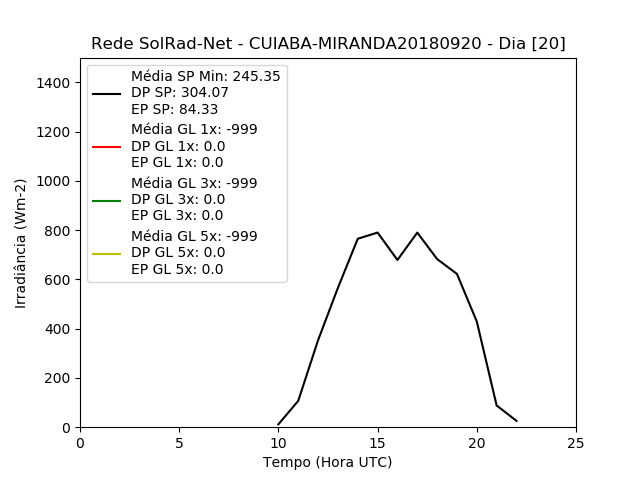 Rede SolRad-Net - CUIABA-MIRANDA20180920 - Dia [20]
Média SP Min: 245.35
DP SP: 304.07
EP SP: 84.33
Média GL 1x: -999
DP GL 1x: 0.0
EP GL 1x: 0.0
Média GL 3x: -999
DP GL 3x: 0.0
EP GL 3x: 0.0
Média GL 5x: -999
DP GL 5x: 0.0
EP GL 5x: 0.0
Irradiância (Wm-2)
1400
1200
1000
800
600
400
200
0
0 5 10 15 20 25
Tempo (Hora UTC)